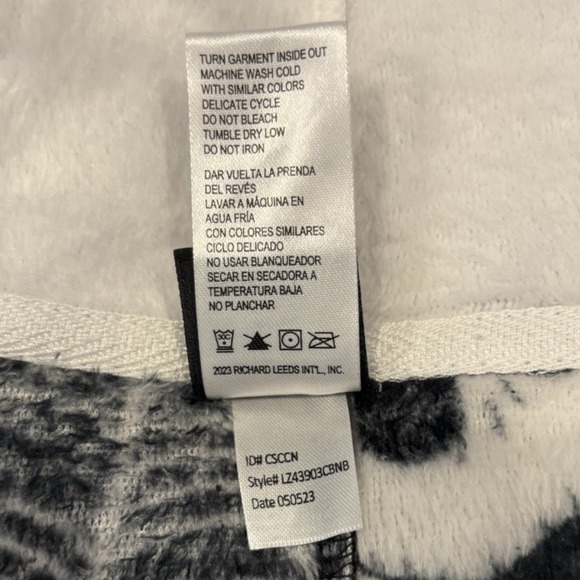 TURN GARMENT INSIDE OUT
MACHINE WASH COLD
WITH SIMILAR COLORS
DELICATE CYCLE
DO NOT BLEACH
TUMBLE DRY LOW
DO NOT IRON
DAR VUELTA LA PRENDA
DEL REVÉS
LAVAR A MÁQUINA EN
AGUA FRÍA
CON COLORES SIMILARES
CICLO DELICADO
NO USAR BLANQUEADOR
SECAR EN SECADORA A
TEMPERATURA BAJA
NO PLANCHAR
2023 RICHARD LEEDS INT'L., INC.
ID# CSCCN
Style# LZ43903CBNB
Date 050523